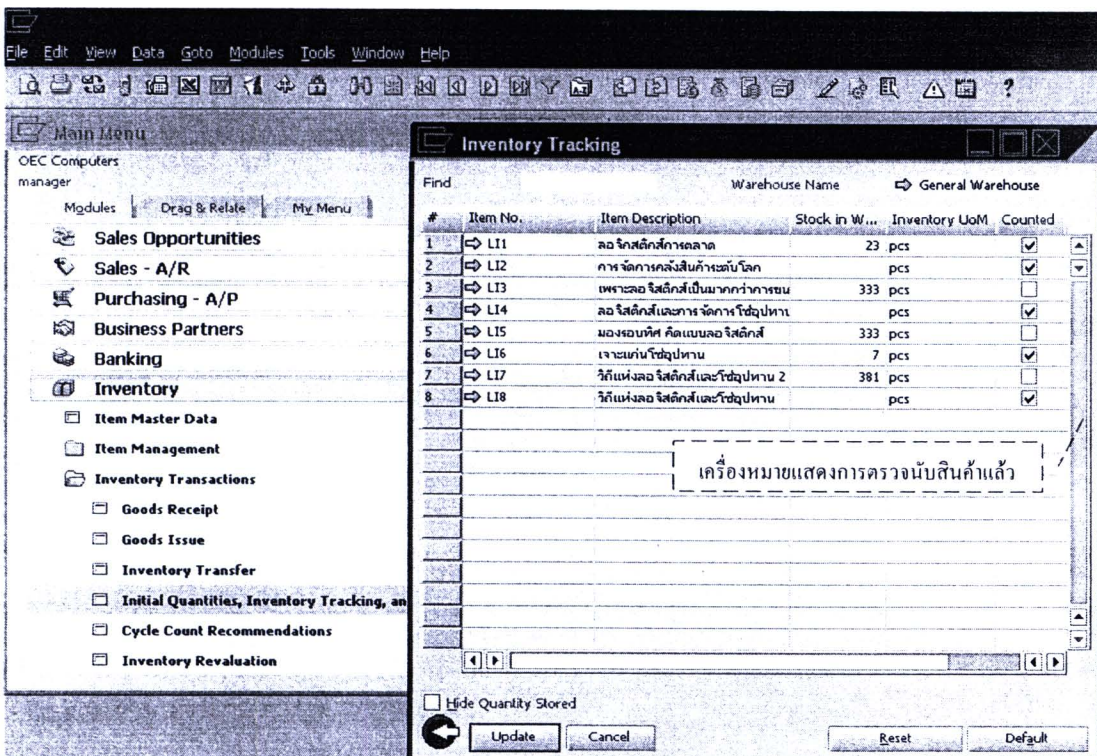 File Edit View Data Goto Modules Tools Window Help
Main Menu
OEC Computers
manager
Modules Drag & Relate My Menu
Sales Opportunities
Sales - A/R
Purchasing - A/P
Business Partners
Banking
Inventory
Item Master Data
Item Management
Inventory Transactions
Goods Receipt
Goods Issue
Inventory Transfer
Initial Quantities, Inventory Tracking, an
Cycle Count Recommendations
Inventory Revaluation
Inventory Tracking
Find Warehouse Name General Warehouse
# Item No. Item Description Stock in W... Inventory UoM Counted
1 LI1 ลอจิกสติกส์การตลาด 23 pcs
2 LI2 การจัดการคลังสินค้าระดับโลก pcs
3 LI3 เพราะลอจิสติกส์เป็นมากกว่าการขน 333 pcs
4 LI4 ลอจิสติกส์และการจัดการโซ่อุปทาน pcs
5 LI5 มองรอบทิศ คิดแบบลอจิสติกส์ 333 pcs
6 LI6 เจาะแก่นโซ่อุปทาน 7 pcs
7 LI7 วิถีแห่งลอจิสติกส์และโซ่อุปทาน 2 381 pcs
8 LI8 วิถีแห่งลอจิสติกส์และโซ่อุปทาน pcs
เครื่องหมายแสดงการตรวจนับสินค้าแล้ว
Hide Quantity Stored
Update Cancel Reset Default